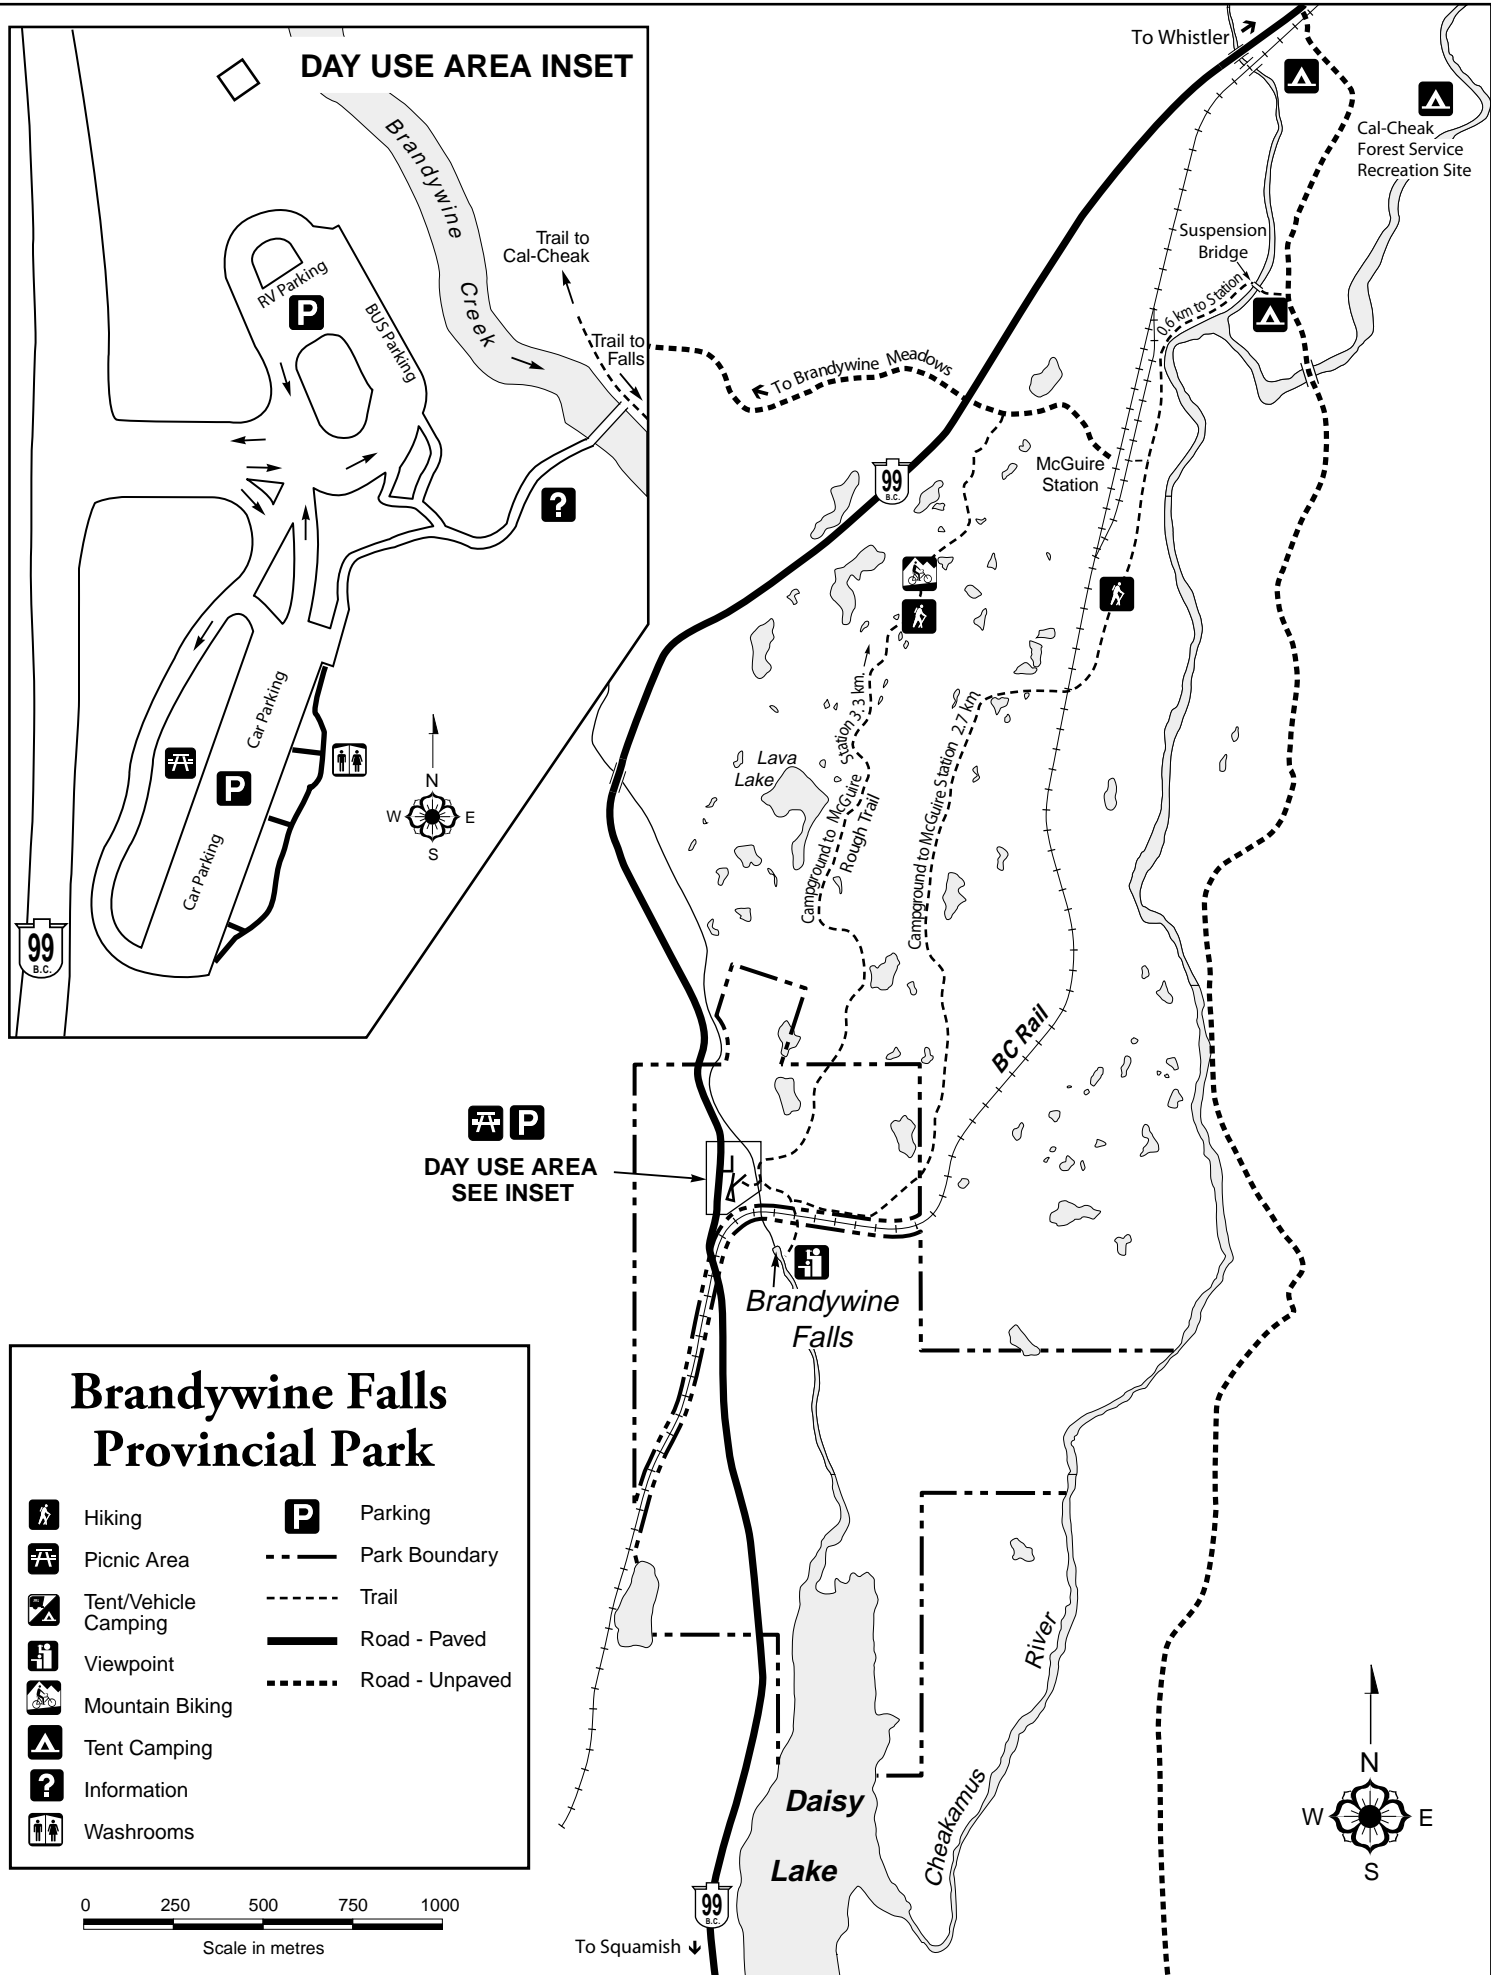 DAY USE AREA INSET
Brandywine
Creek
Trail to
Cal-Cheak
Trail to
Falls
RV Parking
P
BUS Parking
?
Car Parking
P
Car Parking
N
W E
S
99
B.C.
To Whistler
Cal-Cheak
Forest Service
Recreation Site
Suspension
Bridge
0.6 km to Station
To Brandywine Meadows
McGuire
Station
99
B.C.
Lava
Lake
Campground to McGuire Station 3.3 km.
Rough Trail
Campground to McGuire Station 2.7 km
BC Rail
P
DAY USE AREA
SEE INSET
Brandywine
Falls
Brandywine Falls
Provincial Park
Hiking
Picnic Area
Tent/Vehicle
Camping
Viewpoint
Mountain Biking
Tent Camping
? Information
Washrooms
P Parking
Park Boundary
Trail
Road - Paved
Road - Unpaved
0 250 500 750 1000
Scale in metres
Daisy
Lake
Cheakamus
River
99
B.C.
To Squamish
N
W E
S